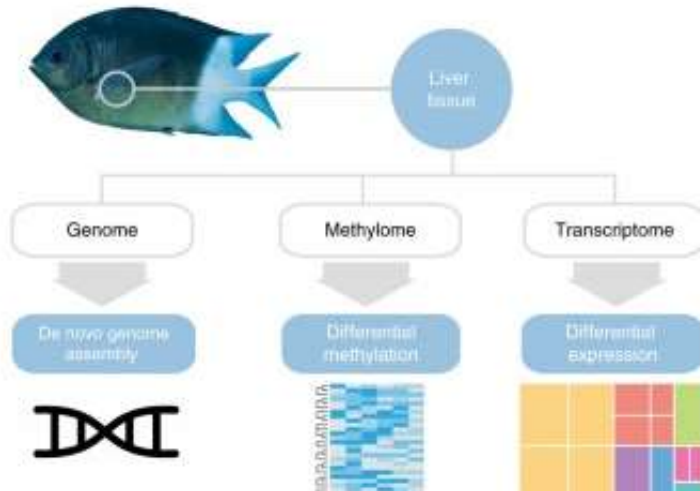 Liver
tissue
Genome
Methylome
Transcriptome
De novo genome
assembly
Differential
methylation
Differential
expression